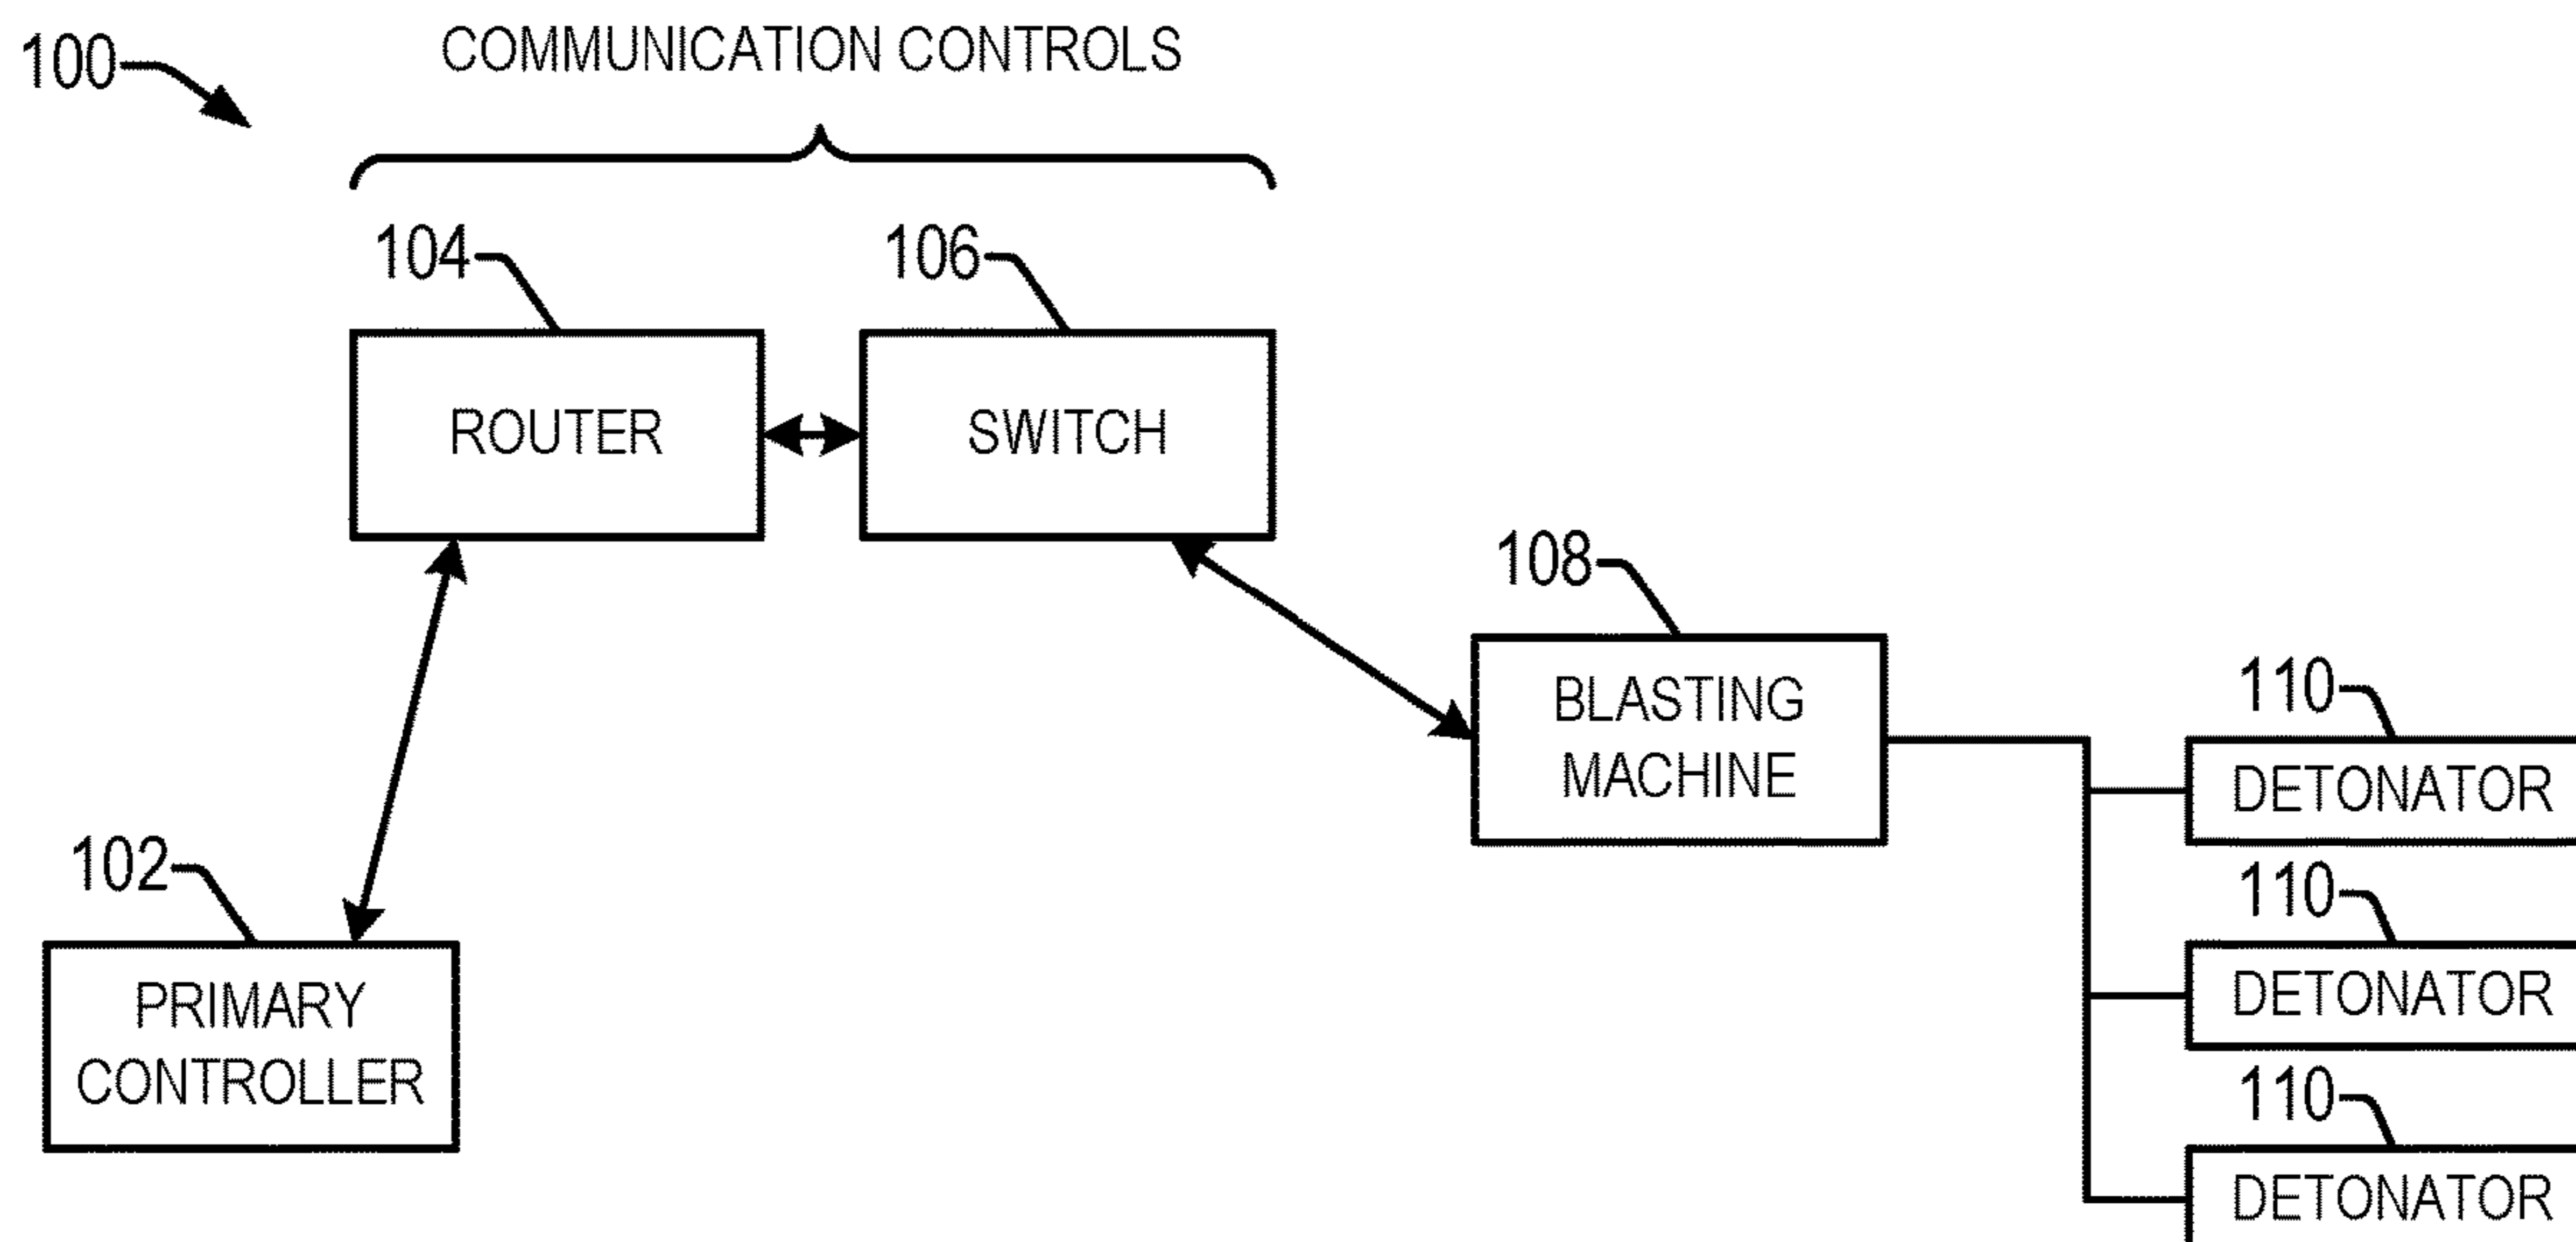 100
COMMUNICATION CONTROLS
104
106
ROUTER
SWITCH
108
BLASTING
MACHINE
102
PRIMARY
CONTROLLER
110
DETONATOR
110
DETONATOR
110
DETONATOR